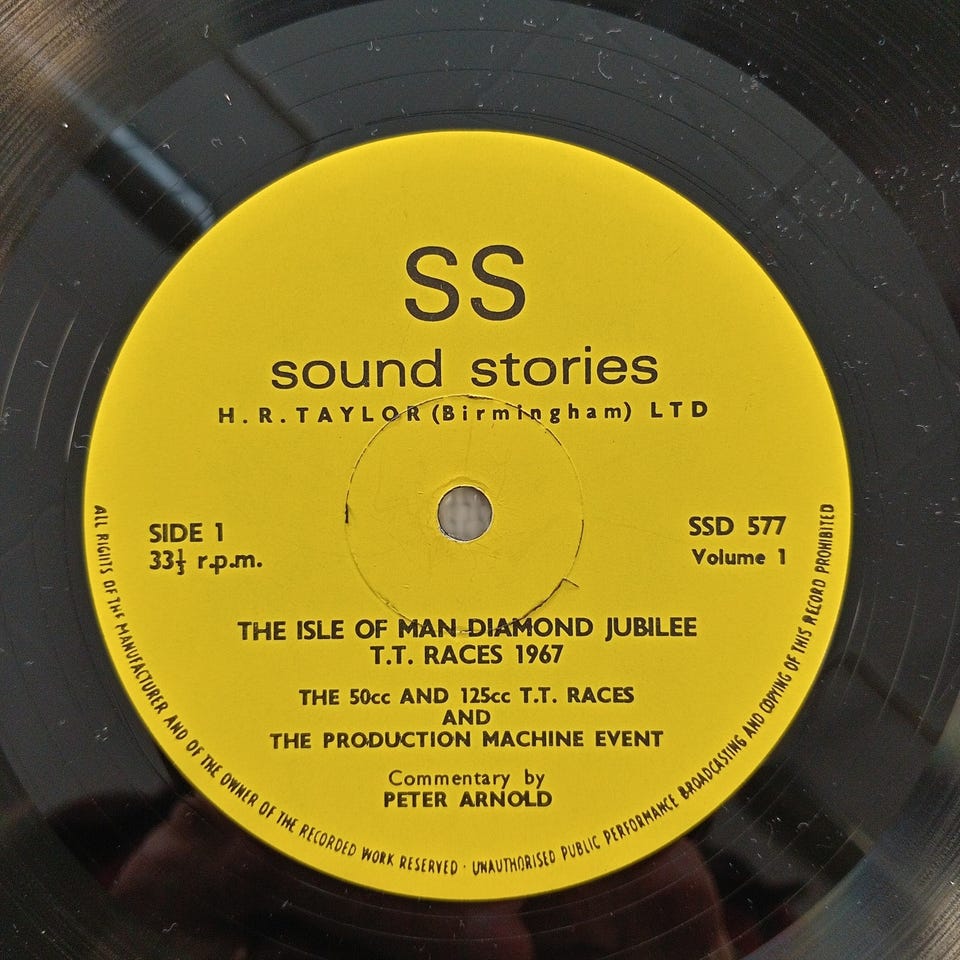 SS
sound stories
H.R.TAYLOR (Birmingham) LTD
SIDE 1
33⅓ r.p.m.
SSD 577
Volume 1
THE ISLE OF MAN DIAMOND JUBILEE
T.T. RACES 1967
THE 50cc AND 125cc T.T. RACES
AND
THE PRODUCTION MACHINE EVENT
Commentary by
PETER ARNOLD
ALL RIGHTS OF THE MANUFACTURER AND OF THE OWNER OF THE RECORDED WORK RESERVED · UNAUTHORISED PUBLIC PERFORMANCE BROADCASTING AND COPYING OF THIS RECORD PROHIBITED